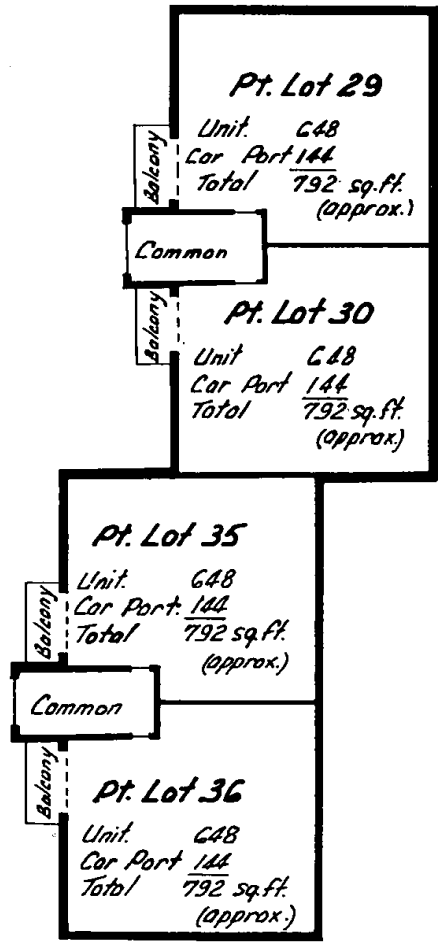 Pt. Lot 29
Unit. 648
Car Port 144
Total 792 sq.ft.
(approx.)
Balcony
Common
Balcony
Pt. Lot 30
Unit 648
Car Port 144
Total 792 sq.ft.
(approx.)
Pt. Lot 35
Unit. 648
Car Port. 144
Total 792 sq.ft.
(approx.)
Balcony
Common
Balcony
Pt. Lot 36
Unit. 648
Car Port 144
Total 792 sq.ft.
(approx.)